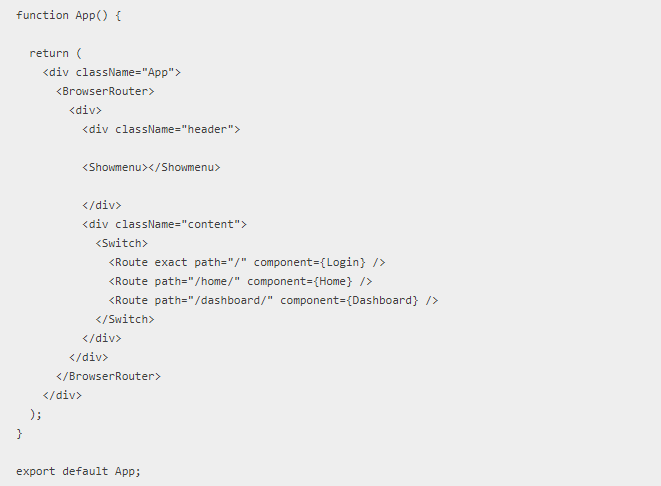 function App() {
return (
<div className="App">
<BrowserRouter>
<div>
<div className="header">
<Showmenu></Showmenu>
</div>
<div className="content">
<Switch>
<Route exact path="/" component={Login} />
<Route path="/home/" component={Home} />
<Route path="/dashboard/" component={Dashboard} />
</Switch>
</div>
</div>
</BrowserRouter>
</div>
);
}
export default App;